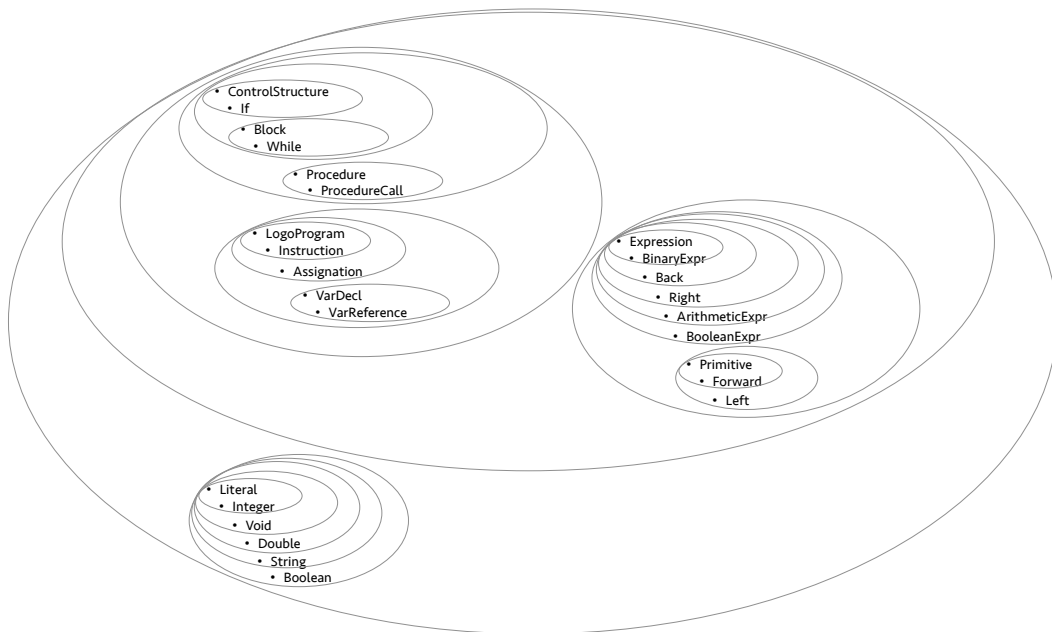 ControlStructure
If
Block
While
Procedure
ProcedureCall
LogoProgram
Instruction
Assignation
VarDecl
VarReference
Expression
BinaryExpr
Back
Right
ArithmeticExpr
BooleanExpr
Primitive
Forward
Left
Literal
Integer
Void
Double
String
Boolean